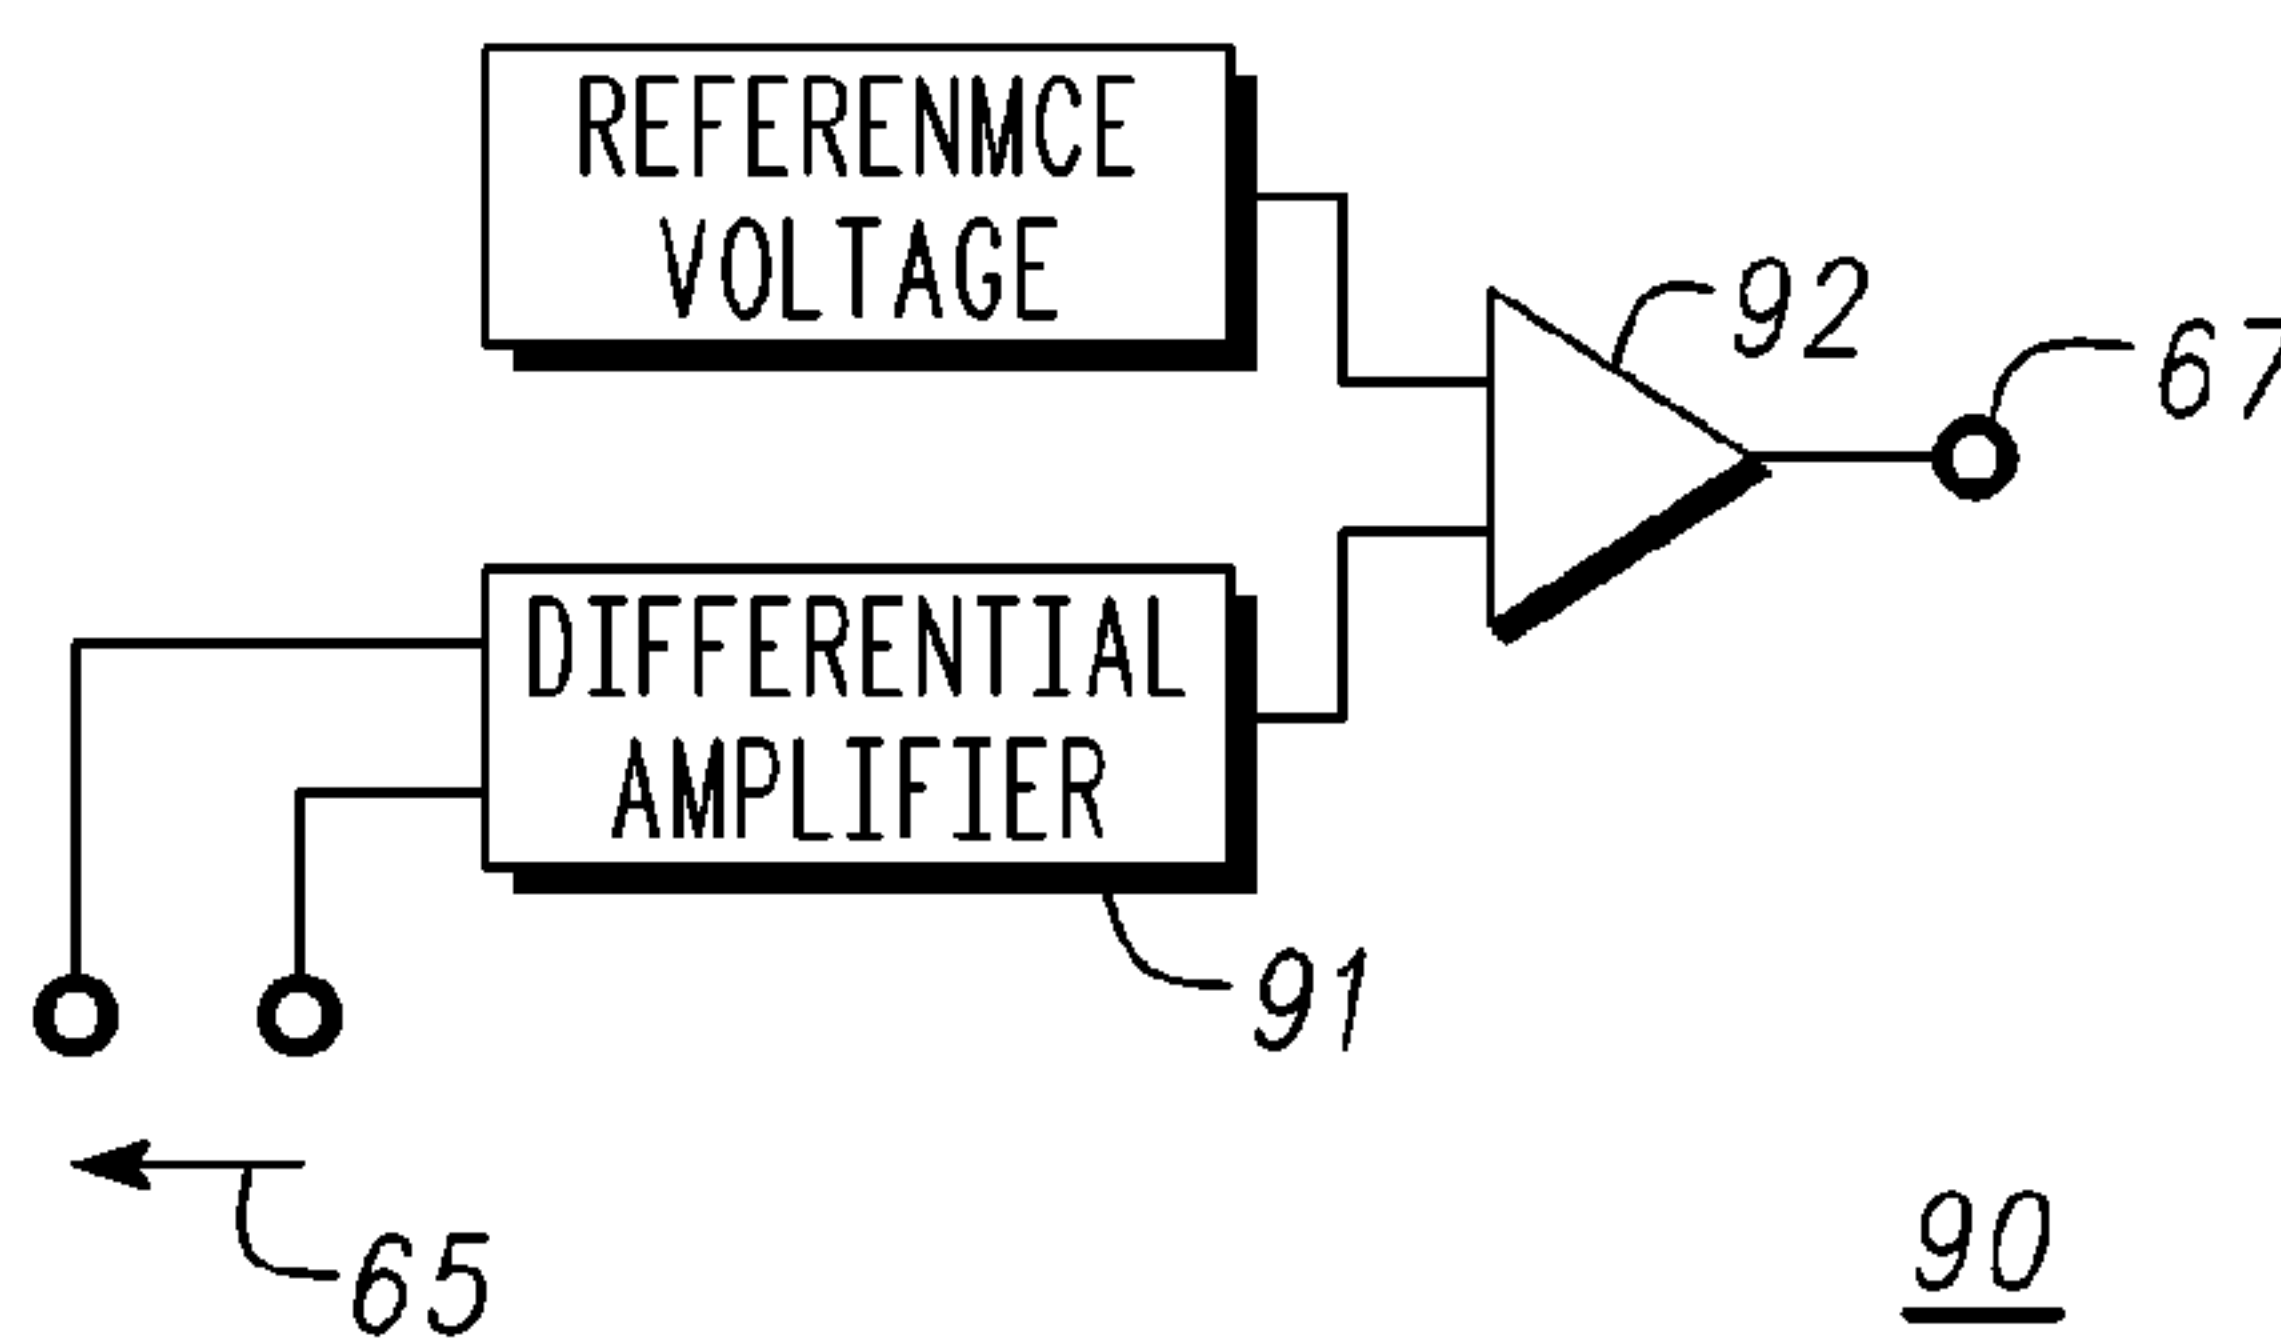 REFERENMCE
VOLTAGE
92
67
DIFFERENTIAL
AMPLIFIER
91
65
90